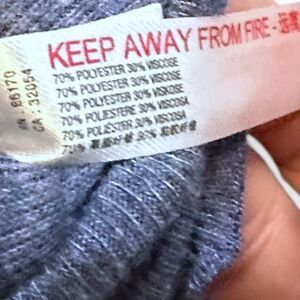 KEEP AWAY FROM FIRE -
70% POLYESTER 30% VISCOSE
70% POLYESTER 30% VISCOSE
70% POLYESTER 30% VISKOSE
70% POLIÉSTER 30% VISCOSA
70% POLIESTERE 30% VISCOSA
RN 86170
CA - 32054